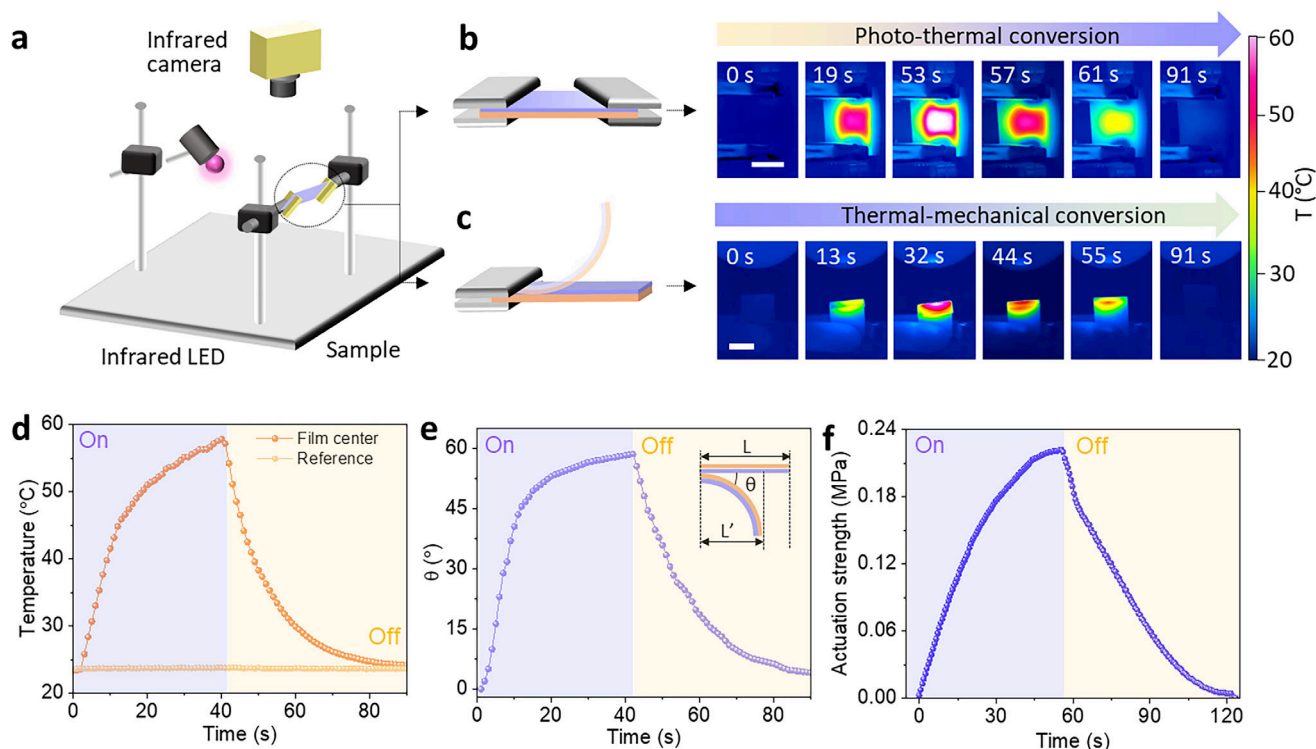 a
Infrared
camera
Infrared LED
Sample
b
Photo-thermal conversion
0 s
19 s
53 s
57 s
61 s
91 s
c
Thermal-mechanical conversion
0 s
13 s
32 s
44 s
55 s
91 s
60
50
40
30
20
T (°C)
d
On
Off
Film center
Reference
60
50
40
30
20
Temperature (°C)
0
20
40
60
80
Time (s)
e
On
Off
L
θ
L’
60
45
30
15
0
θ (°)
0
20
40
60
80
Time (s)
f
On
Off
0.24
0.18
0.12
0.06
0.00
Actuation strength (MPa)
0
30
60
90
120
Time (s)